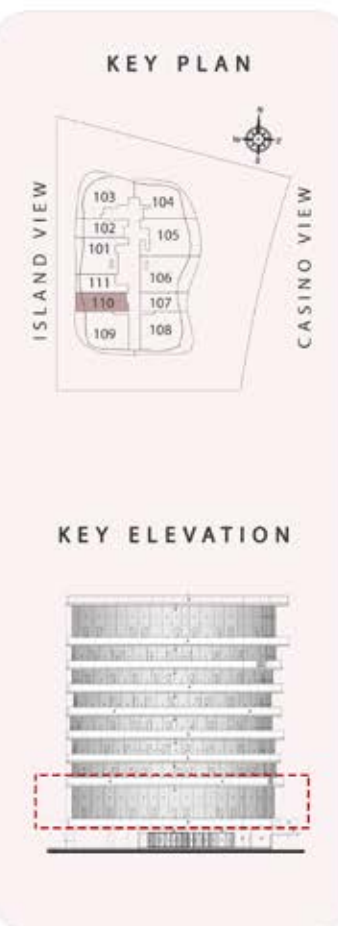 KEY PLAN
N
W E
S
ISLAND VIEW
CASINO VIEW
103 104
102
105
101
106
111
110 107
109 108
KEY ELEVATION